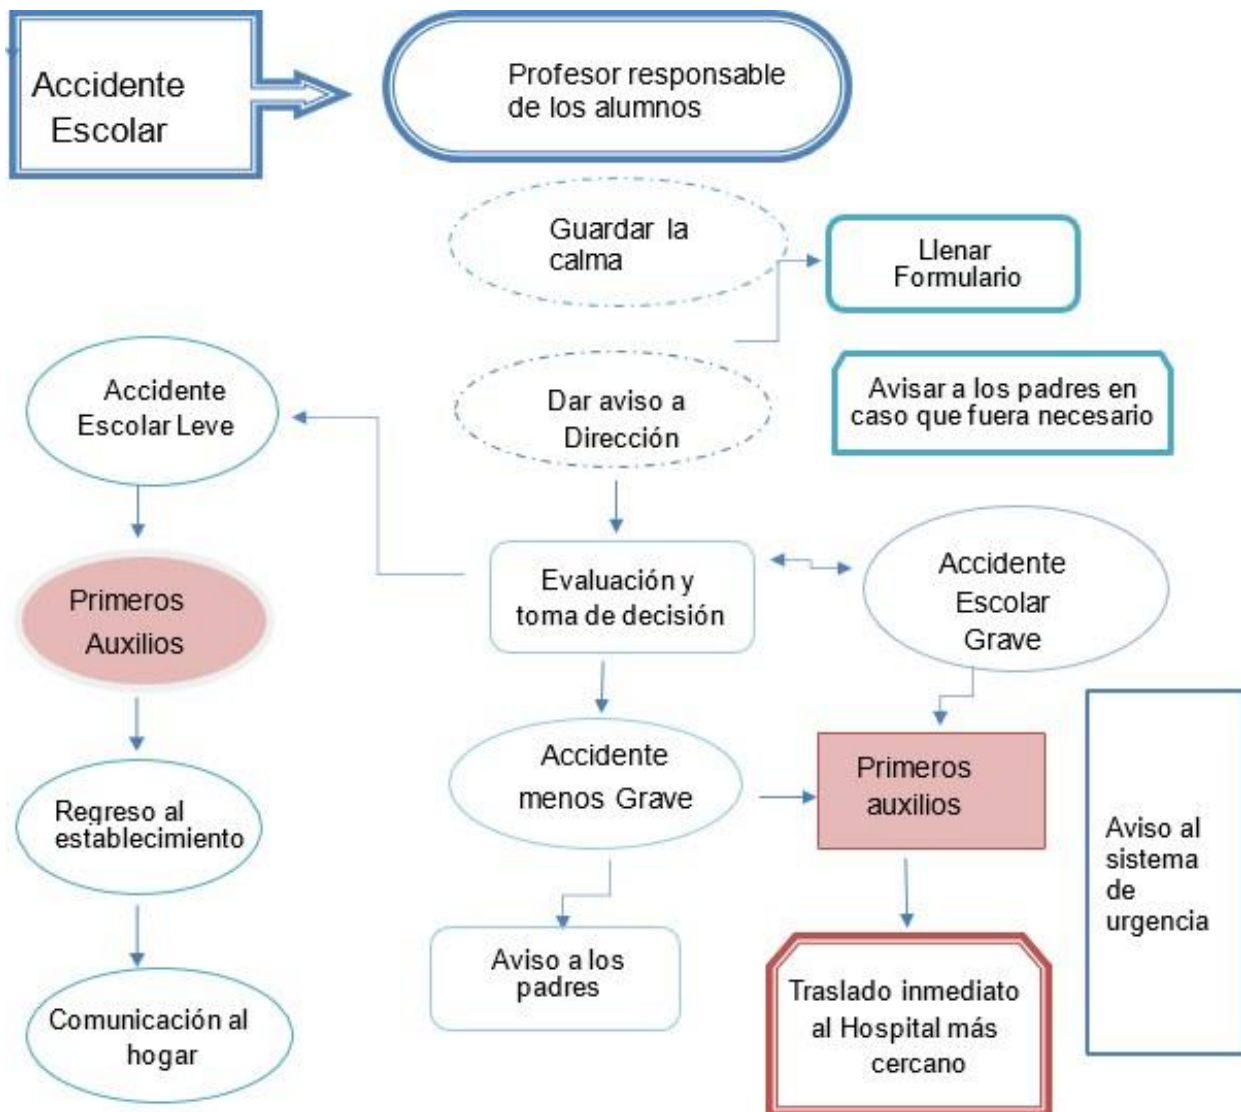 Accidente
Escolar
Profesor responsable
de los alumnos
Guardar la
calma
Llenar
Formulario
Accidente
Escolar Leve
Dar aviso a
Dirección
Avisar a los padres en
caso que fuera necesario
Primeros
Auxilios
Evaluación y
toma de decisión
Accidente
Escolar
Grave
Regreso al
establecimiento
Accidente
menos Grave
Primeros
auxilios
Aviso al
sistema
de
urgencia
Comunicación al
hogar
Aviso a los
padres
Traslado inmediato
al Hospital más
cercano